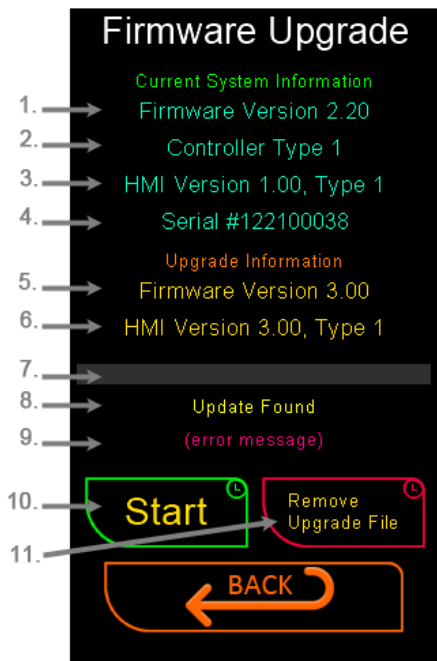 Firmware Upgrade
Current System Information
1. Firmware Version 2.20
2. Controller Type 1
3. HMI Version 1.00, Type 1
4. Serial #122100038
Upgrade Information
5. Firmware Version 3.00
6. HMI Version 3.00, Type 1
7.
8. Update Found
9. (error message)
10. Start
Remove
Upgrade File
11.
BACK